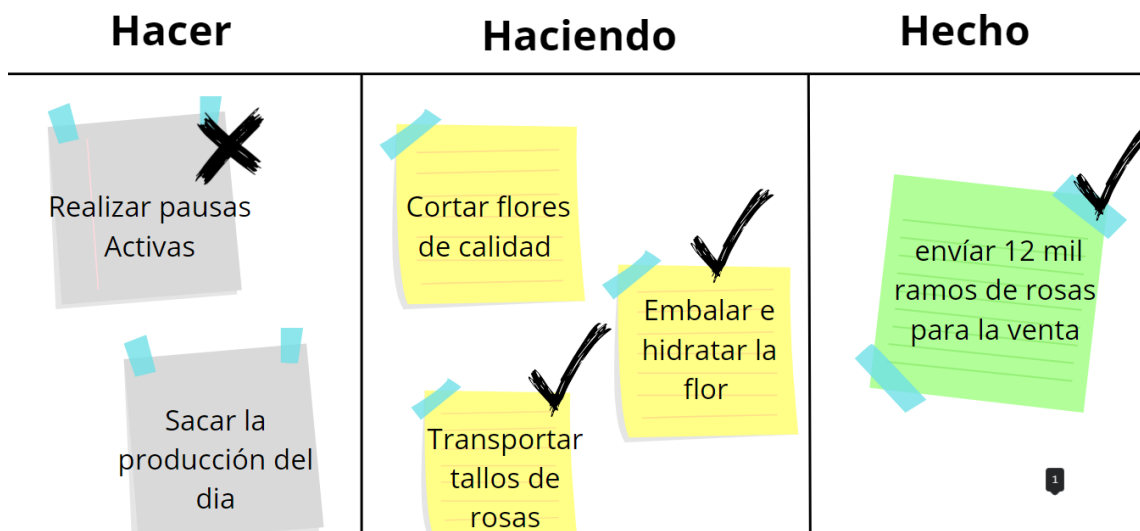 Hacer
Haciendo
Hecho
Realizar pausas
Activas
Sacar la
producción del
dia
Cortar flores
de calidad
Embalar e
hidratar la
flor
Transportar
tallos de
rosas
envíar 12 mil
ramos de rosas
para la venta
1